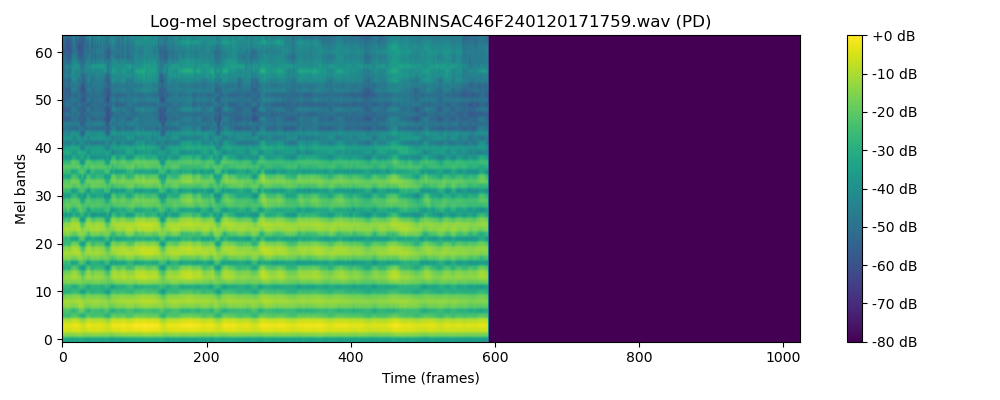 Log-mel spectrogram of VA2ABNINSAC46F240120171759.wav (PD)
Mel bands
60
50
40
30
20
10
0
0 200 400 600 800 1000
Time (frames)
+0 dB
-10 dB
-20 dB
-30 dB
-40 dB
-50 dB
-60 dB
-70 dB
-80 dB